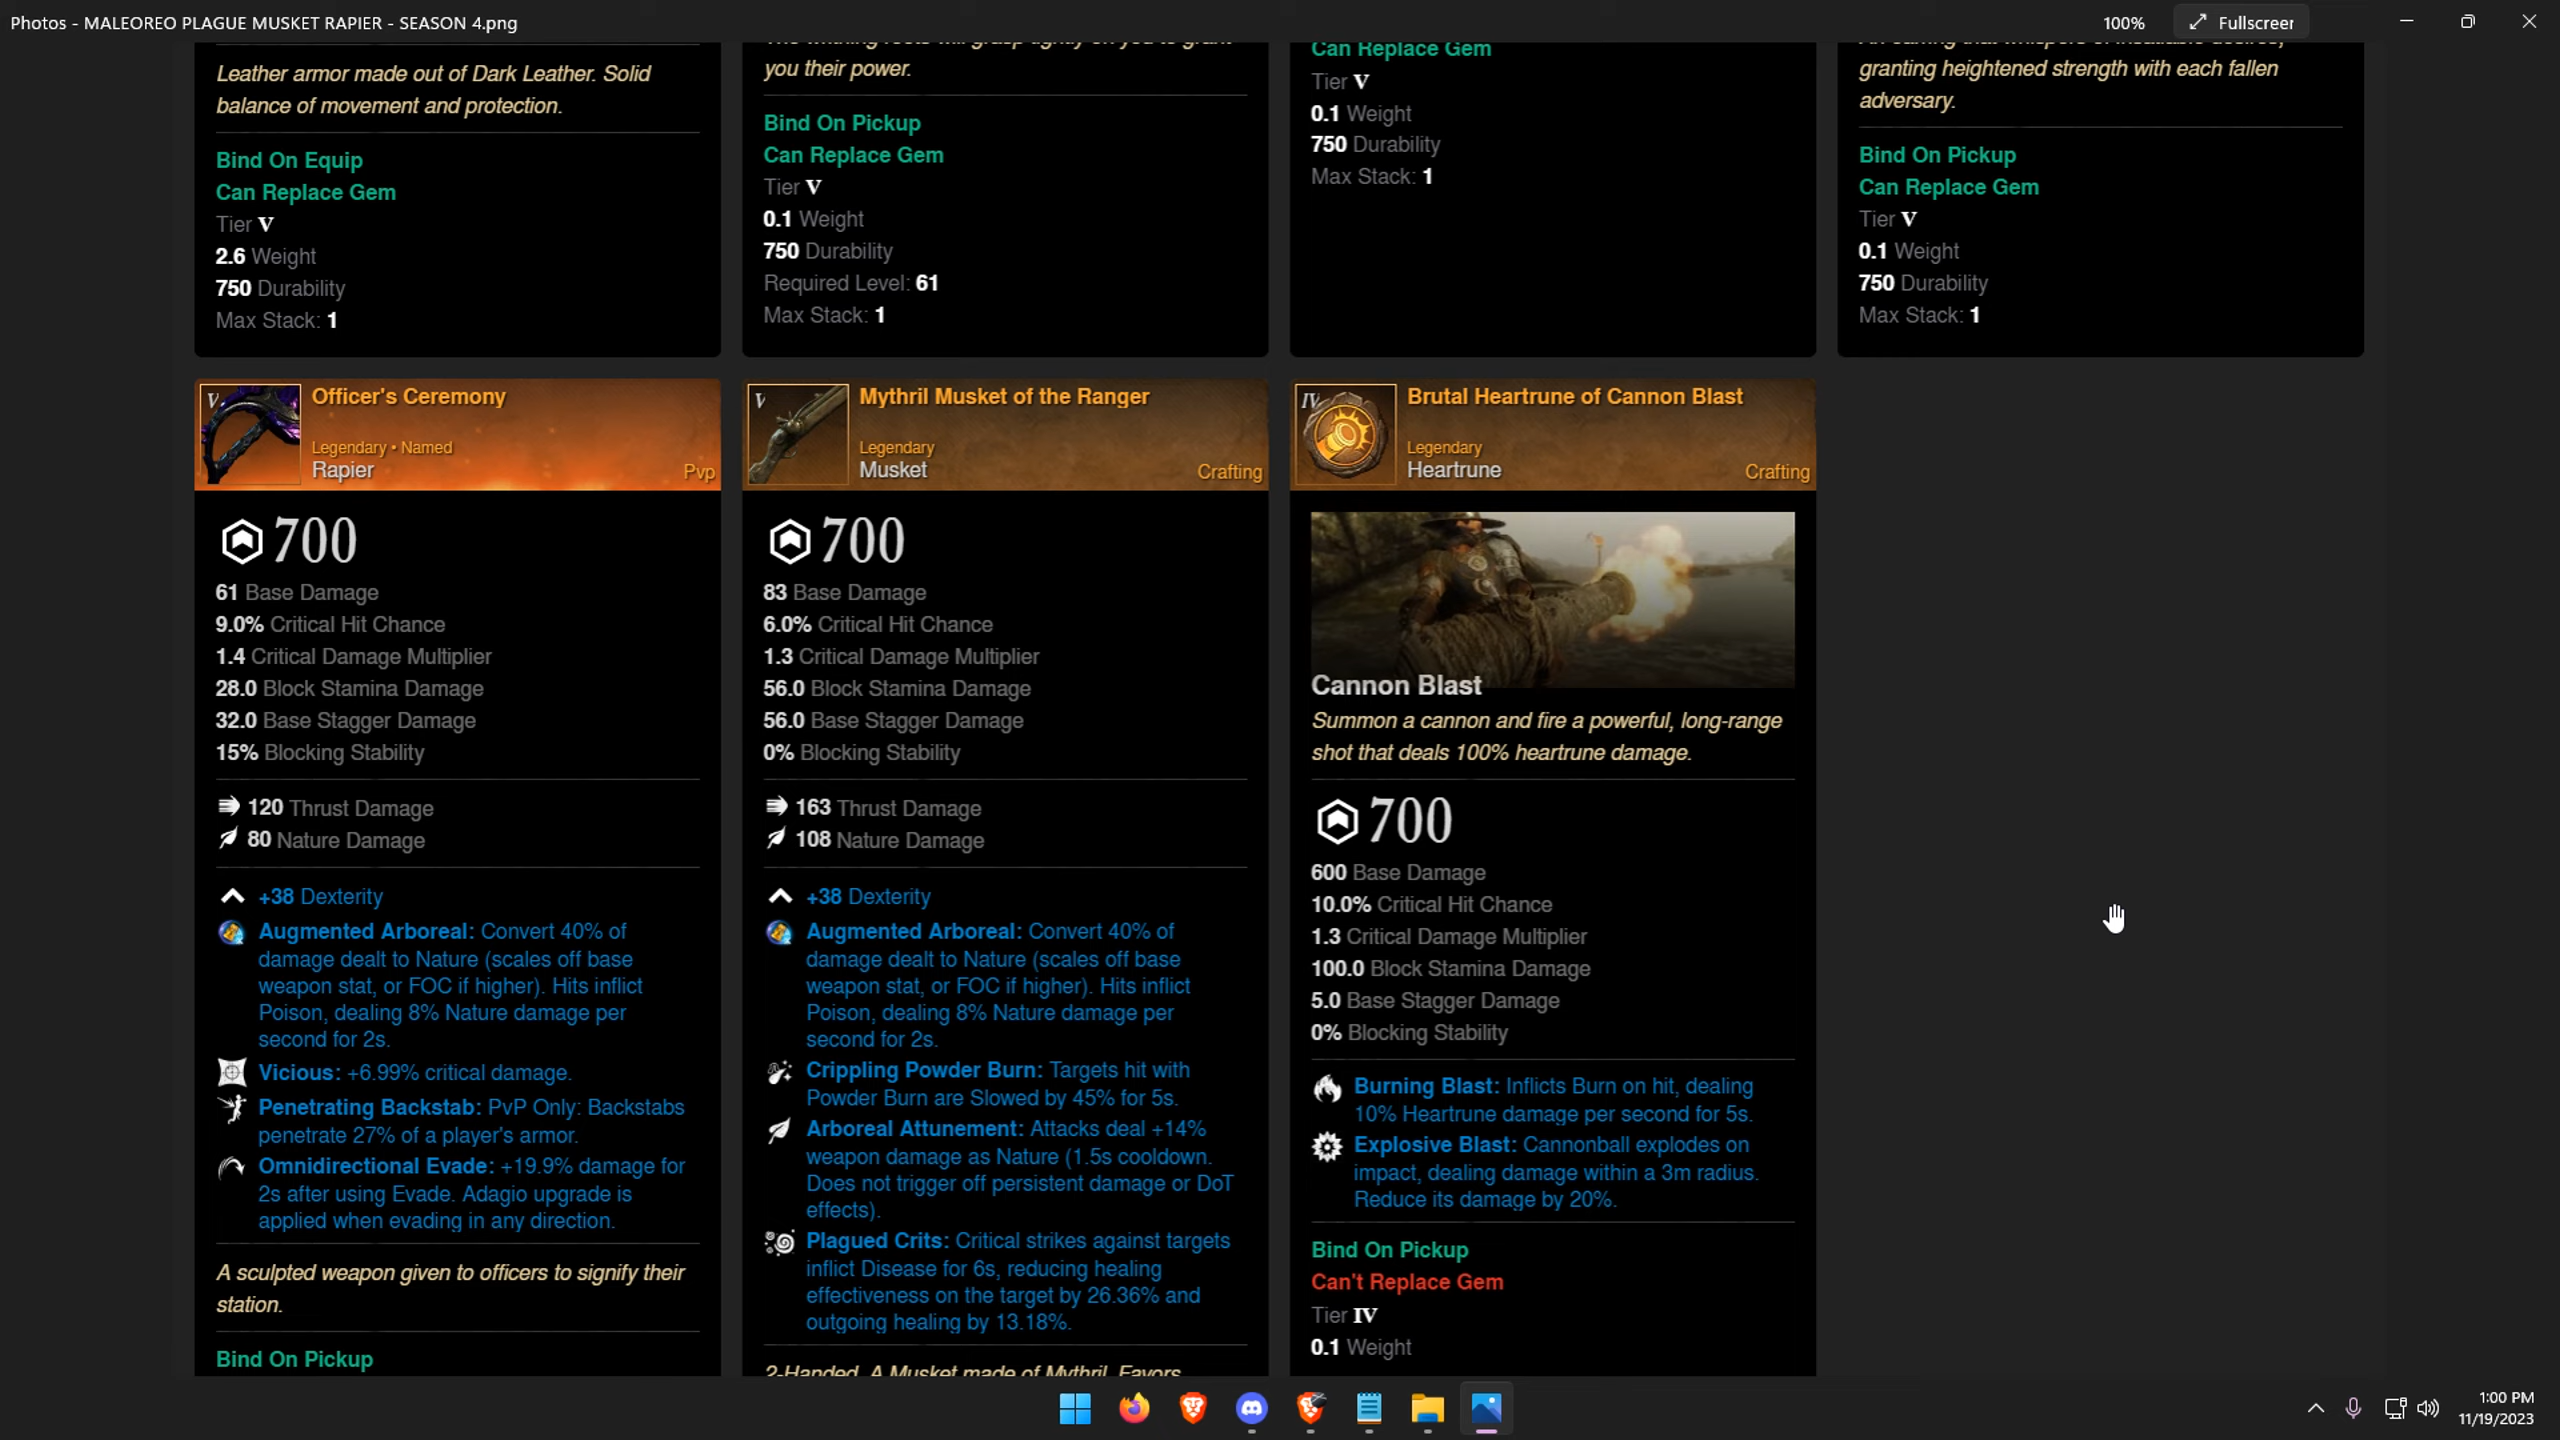 Photos - MALEOREO PLAGUE MUSKET RAPIER - SEASON 4.png
100%
Fullscreen
Leather armor made out of Dark Leather. Solid
balance of movement and protection.
Bind On Equip
Can Replace Gem
Tier V
2.6 Weight
750 Durability
Max Stack: 1
you their power.
Bind On Pickup
Can Replace Gem
Tier V
0.1 Weight
750 Durability
Required Level: 61
Max Stack: 1
Can Replace Gem
Tier V
0.1 Weight
750 Durability
Max Stack: 1
granting heightened strength with each fallen
adversary.
Bind On Pickup
Can Replace Gem
Tier V
0.1 Weight
750 Durability
Max Stack: 1
V
Officer's Ceremony
Legendary • Named
Rapier
Pvp
700
61 Base Damage
9.0% Critical Hit Chance
1.4 Critical Damage Multiplier
28.0 Block Stamina Damage
32.0 Base Stagger Damage
15% Blocking Stability
120 Thrust Damage
80 Nature Damage
+38 Dexterity
Augmented Arboreal: Convert 40% of
damage dealt to Nature (scales off base
weapon stat, or FOC if higher). Hits inflict
Poison, dealing 8% Nature damage per
second for 2s.
Vicious: +6.99% critical damage.
Penetrating Backstab: PvP Only: Backstabs
penetrate 27% of a player's armor.
Omnidirectional Evade: +19.9% damage for
2s after using Evade. Adagio upgrade is
applied when evading in any direction.
A sculpted weapon given to officers to signify their
station.
Bind On Pickup
V
Mythril Musket of the Ranger
Legendary
Musket
Crafting
700
83 Base Damage
6.0% Critical Hit Chance
1.3 Critical Damage Multiplier
56.0 Block Stamina Damage
56.0 Base Stagger Damage
0% Blocking Stability
163 Thrust Damage
108 Nature Damage
+38 Dexterity
Augmented Arboreal: Convert 40% of
damage dealt to Nature (scales off base
weapon stat, or FOC if higher). Hits inflict
Poison, dealing 8% Nature damage per
second for 2s.
Crippling Powder Burn: Targets hit with
Powder Burn are Slowed by 45% for 5s.
Arboreal Attunement: Attacks deal +14%
weapon damage as Nature (1.5s cooldown.
Does not trigger off persistent damage or DoT
effects).
Plagued Crits: Critical strikes against targets
inflict Disease for 6s, reducing healing
effectiveness on the target by 26.36% and
outgoing healing by 13.18%.
2-Handed. A Musket made of Mythril. Favors
IV
Brutal Heartrune of Cannon Blast
Legendary
Heartrune
Crafting
Cannon Blast
Summon a cannon and fire a powerful, long-range
shot that deals 100% heartrune damage.
700
600 Base Damage
10.0% Critical Hit Chance
1.3 Critical Damage Multiplier
100.0 Block Stamina Damage
5.0 Base Stagger Damage
0% Blocking Stability
Burning Blast: Inflicts Burn on hit, dealing
10% Heartrune damage per second for 5s.
Explosive Blast: Cannonball explodes on
impact, dealing damage within a 3m radius.
Reduce its damage by 20%.
Bind On Pickup
Can't Replace Gem
Tier IV
0.1 Weight
1:00 PM
11/19/2023